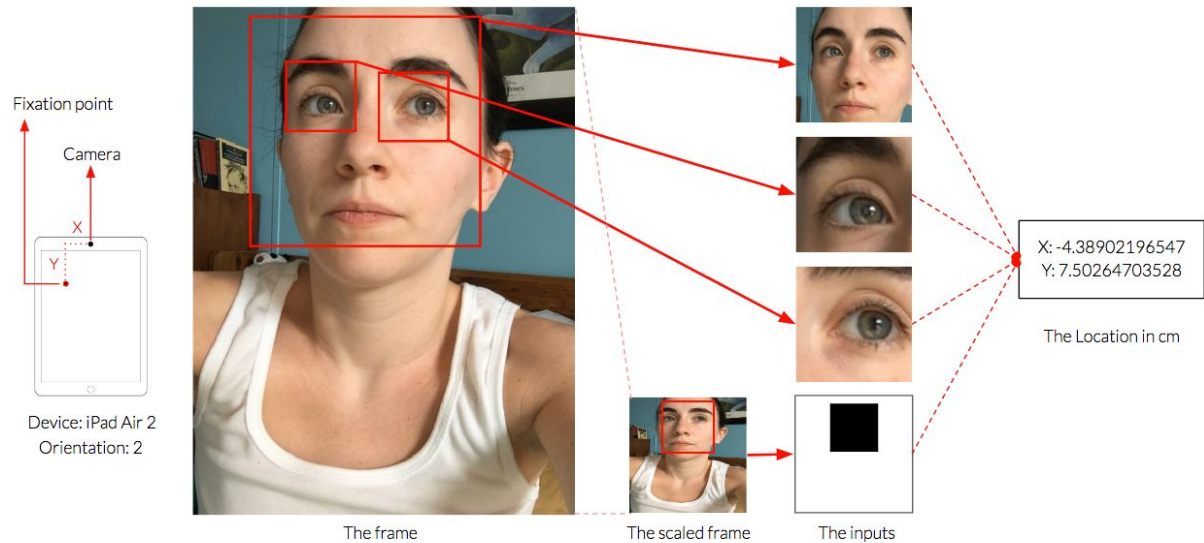 Fixation point
Camera
X
Y
Device: iPad Air 2
Orientation: 2
The frame
The scaled frame
The inputs
X: -4.38902196547
Y: 7.50264703528
The Location in cm